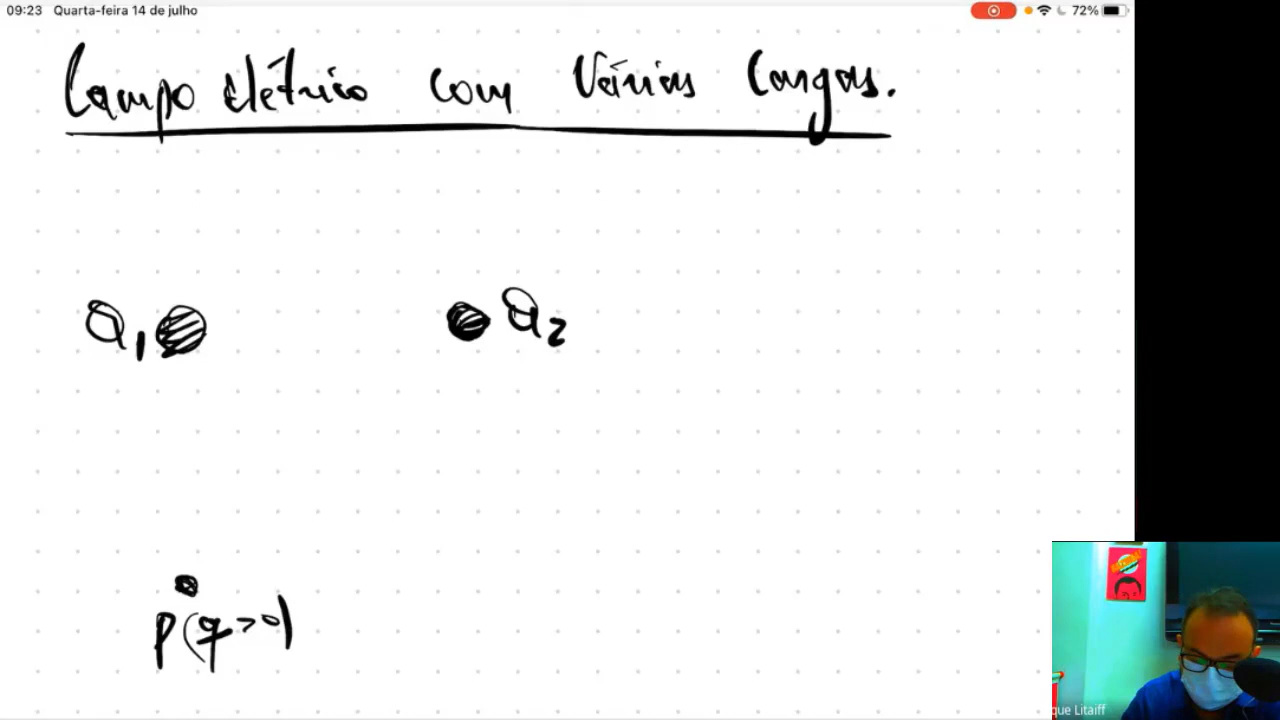 09:23 Quarta-feira 14 de julho
72%
Campo elétrico com Várias Cargas.
Q1
Q2
P(q>0)
que Litaiff